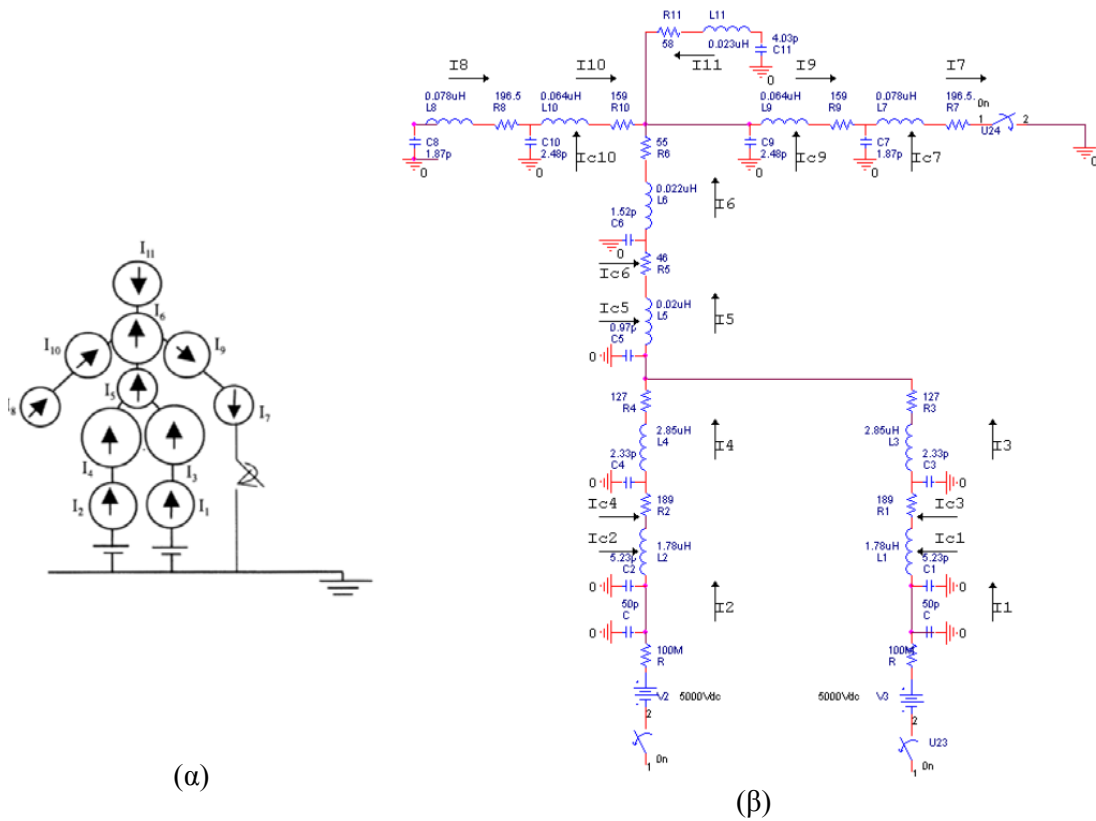 R11
L11
58
0.023uH
4.03p
C11
0
I11
I8
I10
I9
I7
0.078uH
L8
196.5
R8
0.064uH
L10
159
R10
0.064uH
L9
159
R9
0.078uH
L7
196.5.
R7
0n
1
2
U24
C8
1.87p
0
C10
2.48p
0
Ic10
55
R6
C9
2.48p
0
Ic9
C7
1.87p
0
Ic7
0
0.022uH
L6
I6
1.52p
C6
0
46
R5
Ic6
0.02uH
L5
Ic5
I5
0.97p
C5
0
127
R4
127
R3
2.85uH
L4
I4
2.85uH
L3
I3
2.33p
C4
0
2.33p
C3
0
189
R2
Ic4
189
R1
Ic3
Ic2
1.78uH
L2
1.78uH
L1
Ic1
5.23p
C2
0
I2
5.23p
C1
0
I1
50p
C
0
50p
C
0
100M
R
100M
R
V2
5000Vdc
5000Vdc
V3
2
2
U23
1
0n
1
0n
I11
I6
I10
I9
I8
I5
I7
I4
I3
I2
I1
(α)
(β)